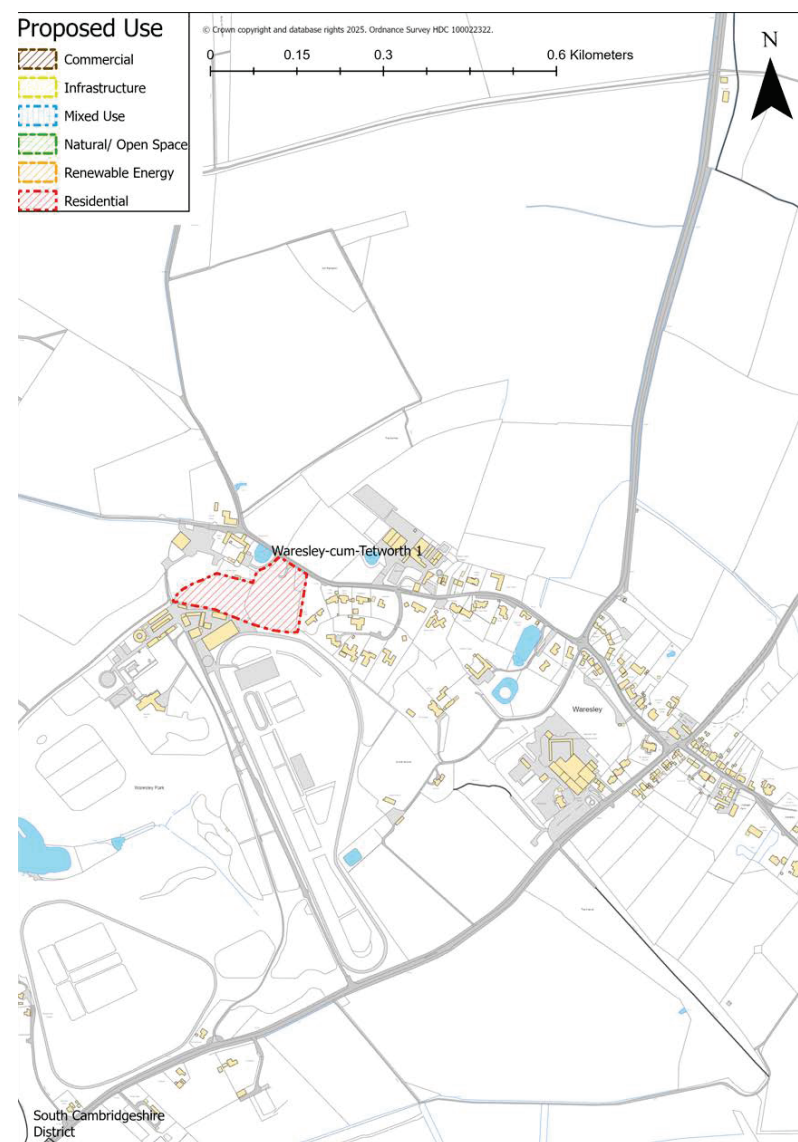 Proposed Use
Commercial
Infrastructure
Mixed Use
Natural/ Open Space
Renewable Energy
Residential
© Crown copyright and database rights 2025, Ordnance Survey HDC 100022322.
0 0.15 0.3 0.6 Kilometers
N
Waresley-cum-Tetworth 1
Waresley
Waresley Park
South Cambridgeshire
District